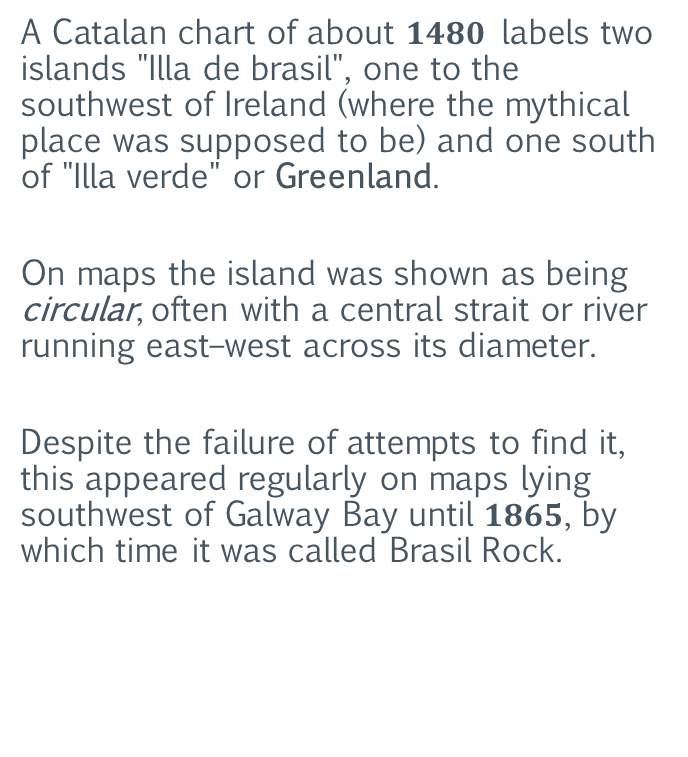 A Catalan chart of about 1480 labels two
islands "Illa de brasil", one to the
southwest of Ireland (where the mythical
place was supposed to be) and one south
of "Illa verde" or Greenland.
On maps the island was shown as being
circular, often with a central strait or river
running east–west across its diameter.
Despite the failure of attempts to find it,
this appeared regularly on maps lying
southwest of Galway Bay until 1865, by
which time it was called Brasil Rock.